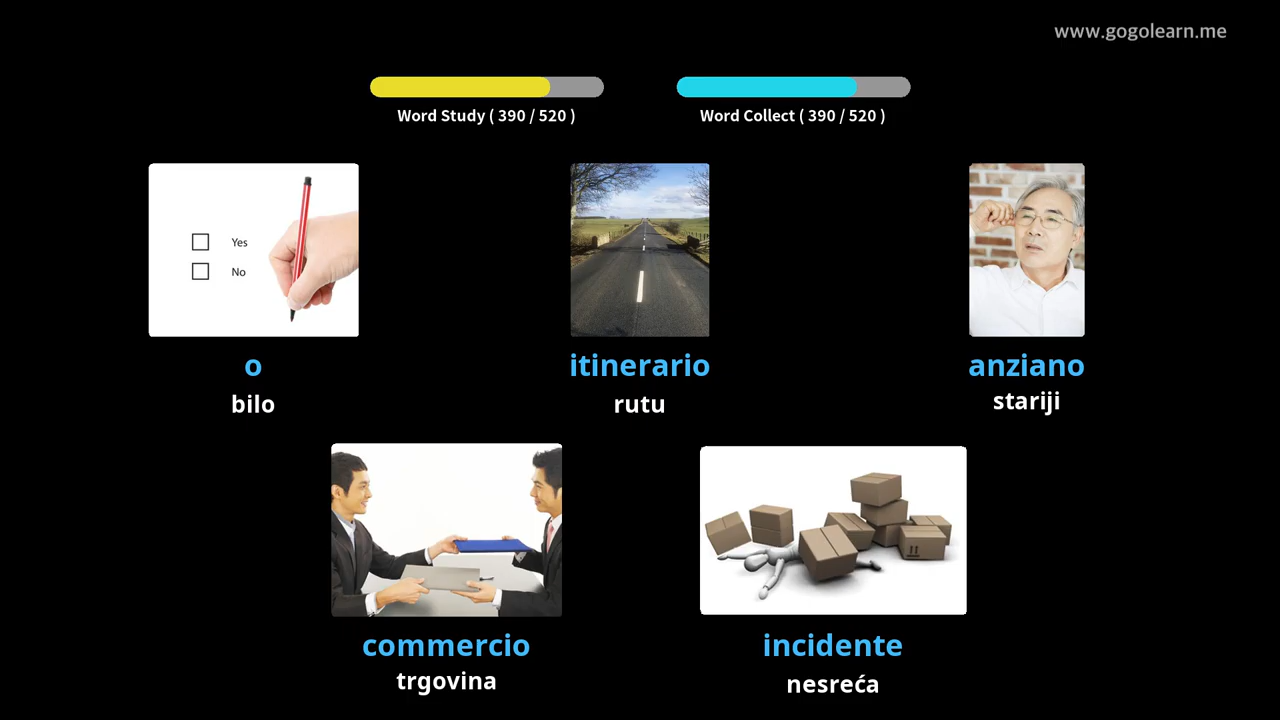 www.gogolearn.me
Word Study ( 390 / 520 )
Word Collect ( 390 / 520 )
Yes
No
o
itinerario
anziano
bilo
rutu
stariji
commercio
incidente
trgovina
nesreća